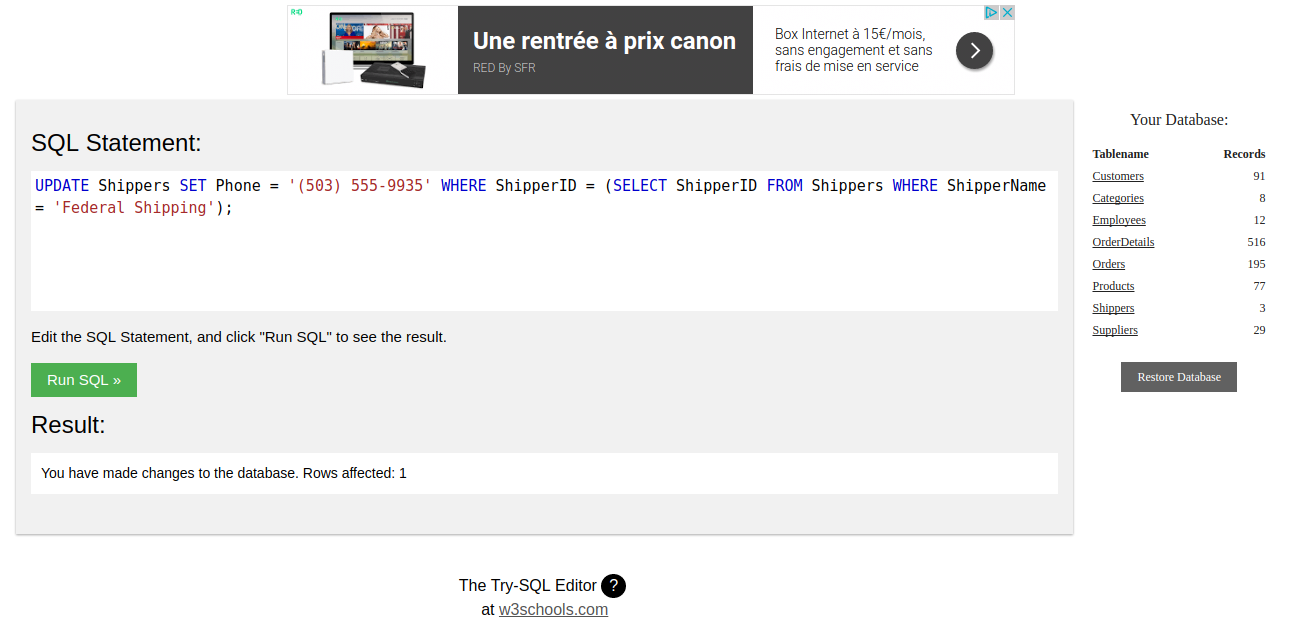 RED
Une rentrée à prix canon
RED By SFR
Box Internet à 15€/mois,
sans engagement et sans
frais de mise en service
SQL Statement:
UPDATE Shippers SET Phone = '(503) 555-9935' WHERE ShipperID = (SELECT ShipperID FROM Shippers WHERE ShipperName
= 'Federal Shipping');
Edit the SQL Statement, and click "Run SQL" to see the result.
Run SQL »
Result:
You have made changes to the database. Rows affected: 1
Your Database:
Tablename Records
Customers 91
Categories 8
Employees 12
OrderDetails 516
Orders 195
Products 77
Shippers 3
Suppliers 29
Restore Database
The Try-SQL Editor ?
at w3schools.com